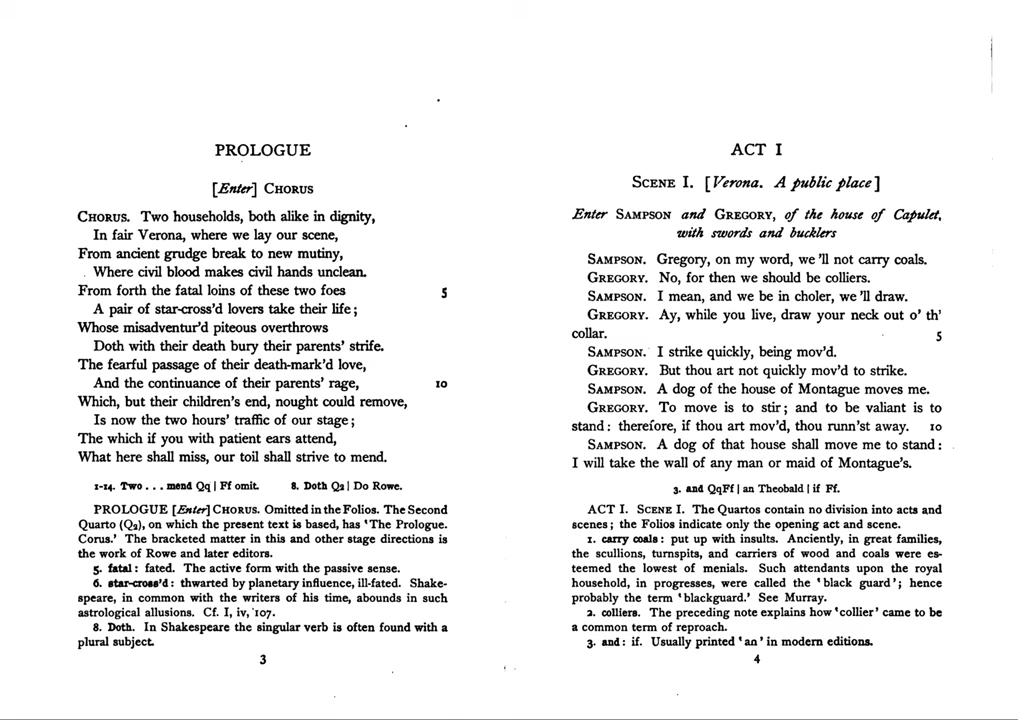 PROLOGUE
[Enter] CHORUS
CHORUS. Two households, both alike in dignity,
In fair Verona, where we lay our scene,
From ancient grudge break to new mutiny,
Where civil blood makes civil hands unclean.
From forth the fatal loins of these two foes 5
A pair of star-cross'd lovers take their life;
Whose misadventur'd piteous overthrows
Doth with their death bury their parents' strife.
The fearful passage of their death-mark'd love,
And the continuance of their parents' rage, 10
Which, but their children's end, nought could remove,
Is now the two hours' traffic of our stage;
The which if you with patient ears attend,
What here shall miss, our toil shall strive to mend.
1-14. Two . . . mend Qq | Ff omit. 8. Doth Q2 | Do Rowe.
PROLOGUE [Enter] CHORUS. Omitted in the Folios. The Second
Quarto (Q2), on which the present text is based, has 'The Prologue.
Corus.' The bracketed matter in this and other stage directions is
the work of Rowe and later editors.
5. fatal: fated. The active form with the passive sense.
6. star-cross'd: thwarted by planetary influence, ill-fated. Shake-
speare, in common with the writers of his time, abounds in such
astrological allusions. Cf. I, iv, 107.
8. Doth. In Shakespeare the singular verb is often found with a
plural subject.
3
ACT I
SCENE I. [Verona. A public place]
Enter SAMPSON and GREGORY, of the house of Capulet,
with swords and bucklers
SAMPSON. Gregory, on my word, we 'll not carry coals.
GREGORY. No, for then we should be colliers.
SAMPSON. I mean, and we be in choler, we 'll draw.
GREGORY. Ay, while you live, draw your neck out o' th'
collar. 5
SAMPSON. I strike quickly, being mov'd.
GREGORY. But thou art not quickly mov'd to strike.
SAMPSON. A dog of the house of Montague moves me.
GREGORY. To move is to stir; and to be valiant is to
stand: therefore, if thou art mov'd, thou runn'st away. 10
SAMPSON. A dog of that house shall move me to stand:
I will take the wall of any man or maid of Montague's.
3. and QqFf | an Theobald | if Ff.
ACT I. SCENE I. The Quartos contain no division into acts and
scenes; the Folios indicate only the opening act and scene.
1. carry coals: put up with insults. Anciently, in great families,
the scullions, turnspits, and carriers of wood and coals were es-
teemed the lowest of menials. Such attendants upon the royal
household, in progresses, were called the 'black guard'; hence
probably the term 'blackguard.' See Murray.
2. colliers. The preceding note explains how 'collier' came to be
a common term of reproach.
3. and: if. Usually printed 'an' in modern editions.
4